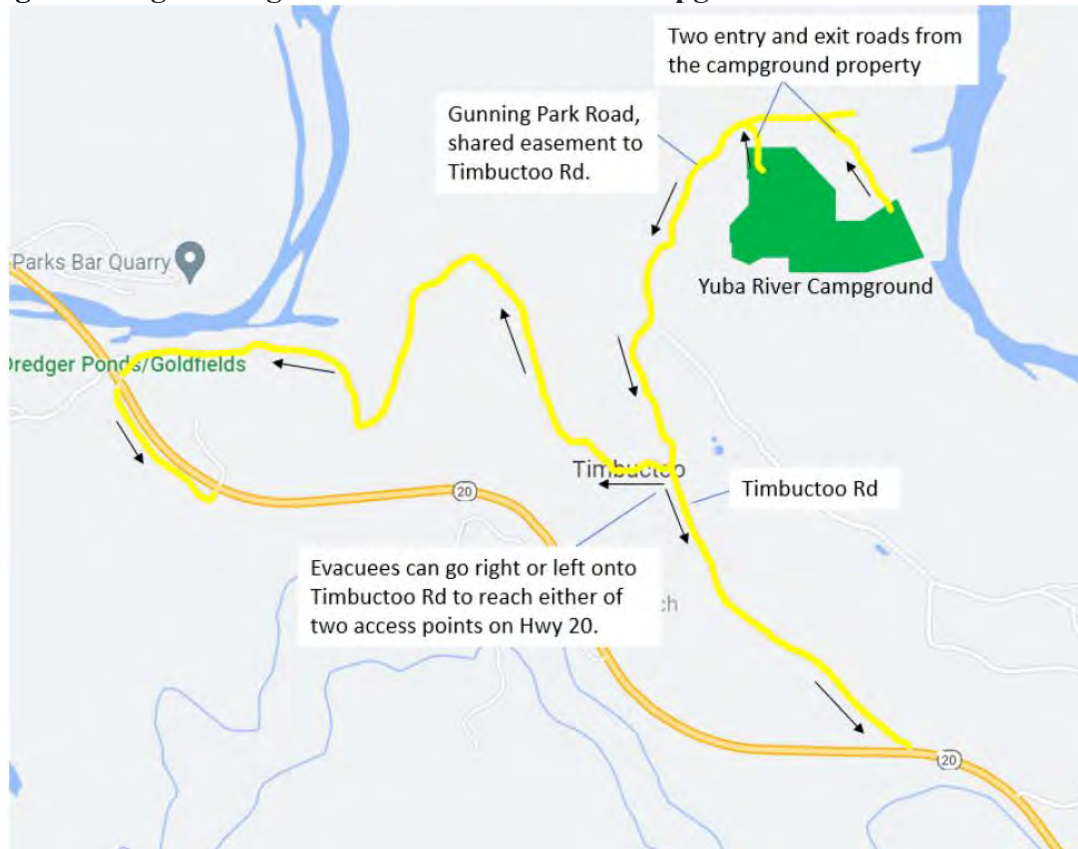 Two entry and exit roads from
the campground property
Gunning Park Road,
shared easement to
Timbuctoo Rd.
Parks Bar Quarry
Yuba River Campground
Dredger Ponds/Goldfields
Timbuctoo
20
Timbuctoo Rd
Evacuees can go right or left onto
Timbuctoo Rd to reach either of
two access points on Hwy 20.
20